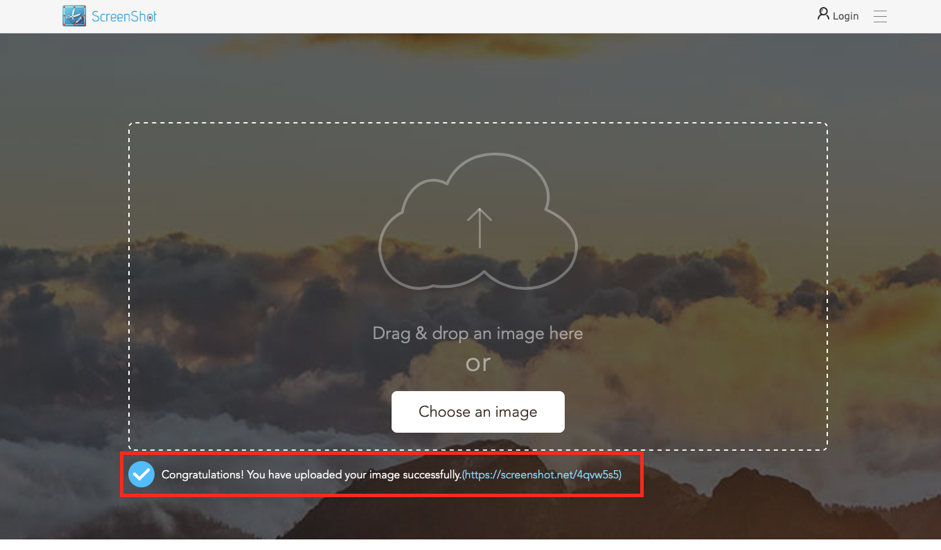 ScreenShot
Login
Drag & drop an image here
or
Choose an image
Congratulations! You have uploaded your image successfully.(https://screenshot.net/4qvw5s5)